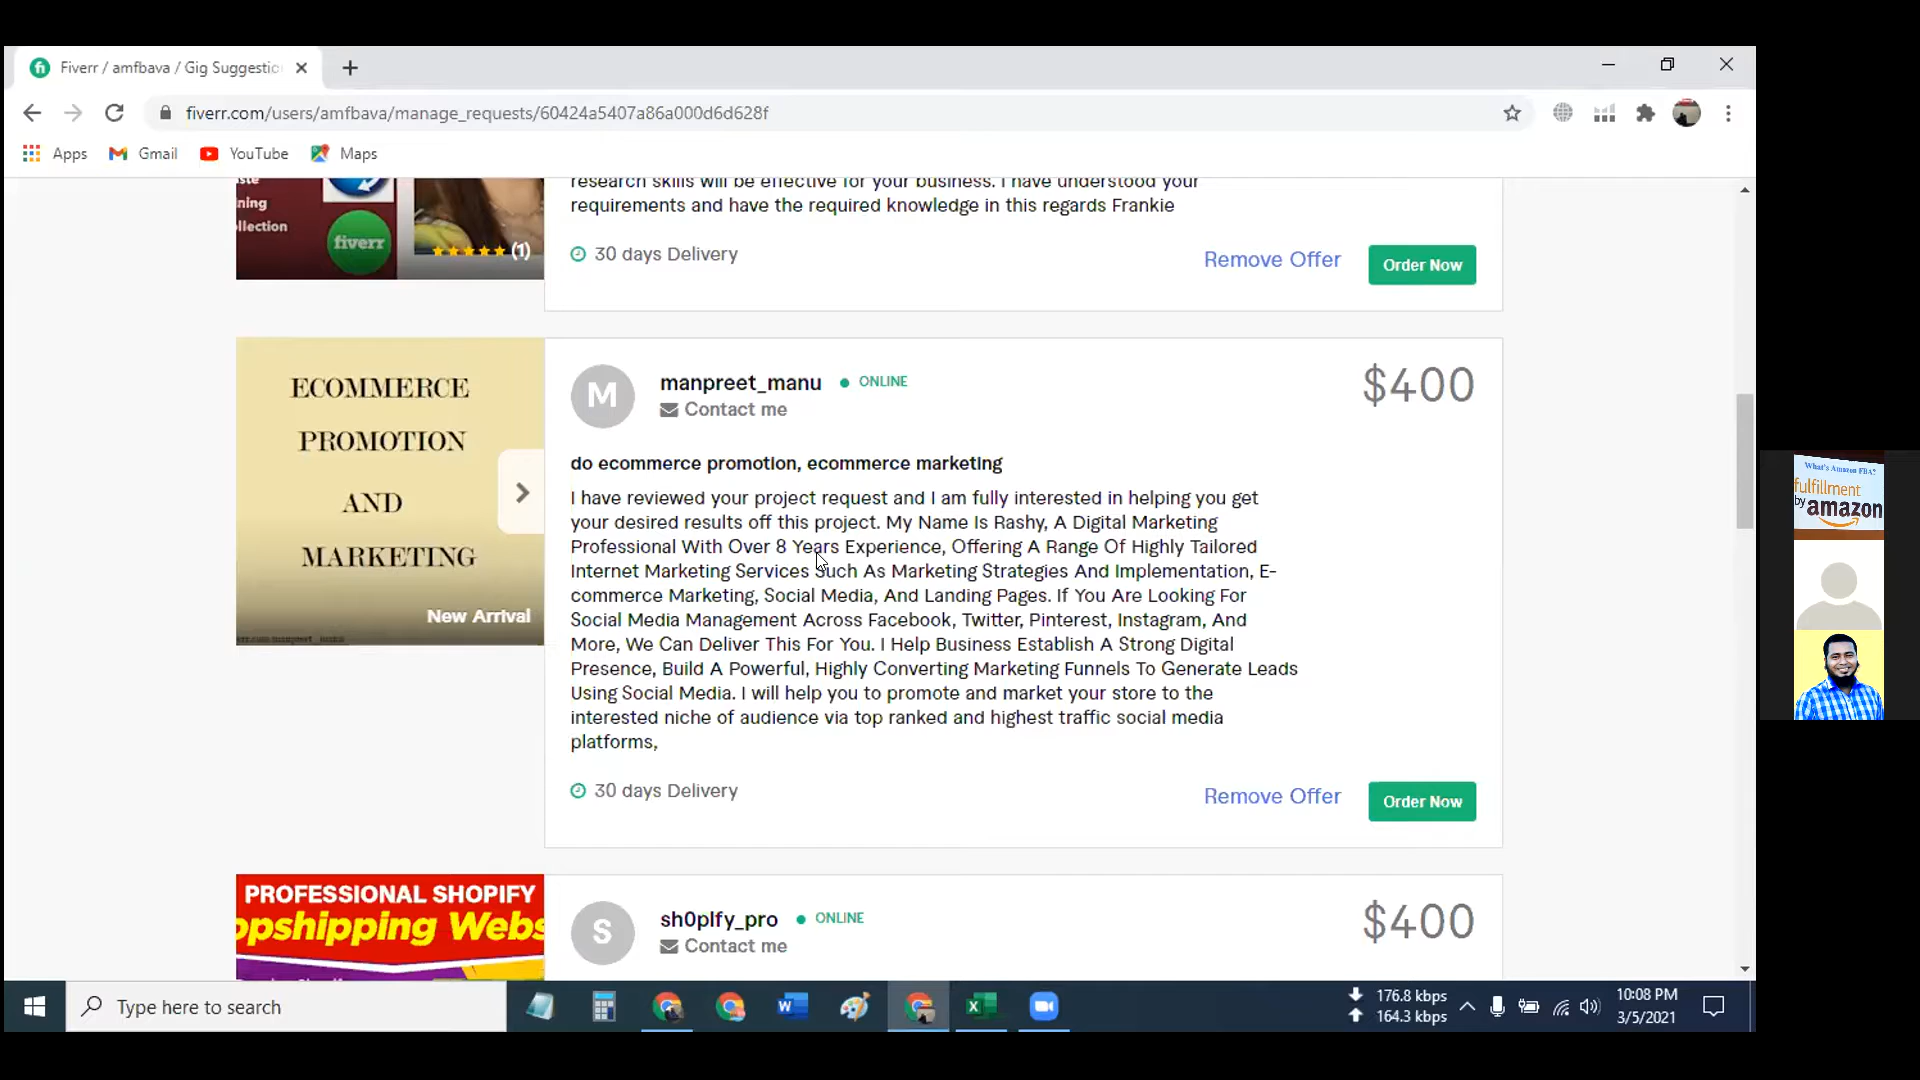 Fiverr / amfbava / Gig Suggestic
fiverr.com/users/amfbava/manage_requests/60424a5407a86a000d6d628f
Apps
Gmail
YouTube
Maps
ning
llection
fiverr
(1)
research skills will be effective for your business. I have understood your
requirements and have the required knowledge in this regards Frankie
30 days Delivery
Remove Offer
Order Now
ECOMMERCE
PROMOTION
AND
MARKETING
New Arrival
M
manpreet_manu
ONLINE
Contact me
$400
do ecommerce promotion, ecommerce marketing
I have reviewed your project request and I am fully interested in helping you get
your desired results off this project. My Name Is Rashy, A Digital Marketing
Professional With Over 8 Years Experience, Offering A Range Of Highly Tailored
Internet Marketing Services Such As Marketing Strategies And Implementation, E-
commerce Marketing, Social Media, And Landing Pages. If You Are Looking For
Social Media Management Across Facebook, Twitter, Pinterest, Instagram, And
More, We Can Deliver This For You. I Help Business Establish A Strong Digital
Presence, Build A Powerful, Highly Converting Marketing Funnels To Generate Leads
Using Social Media. I will help you to promote and market your store to the
interested niche of audience via top ranked and highest traffic social media
platforms,
30 days Delivery
Remove Offer
Order Now
PROFESSIONAL SHOPIFY
opshipping Webs
S
sh0plfy_pro
ONLINE
Contact me
$400
What's Amazon FBA?
fulfillment
by amazon
Type here to search
176.8 kbps
164.3 kbps
10:08 PM
3/5/2021